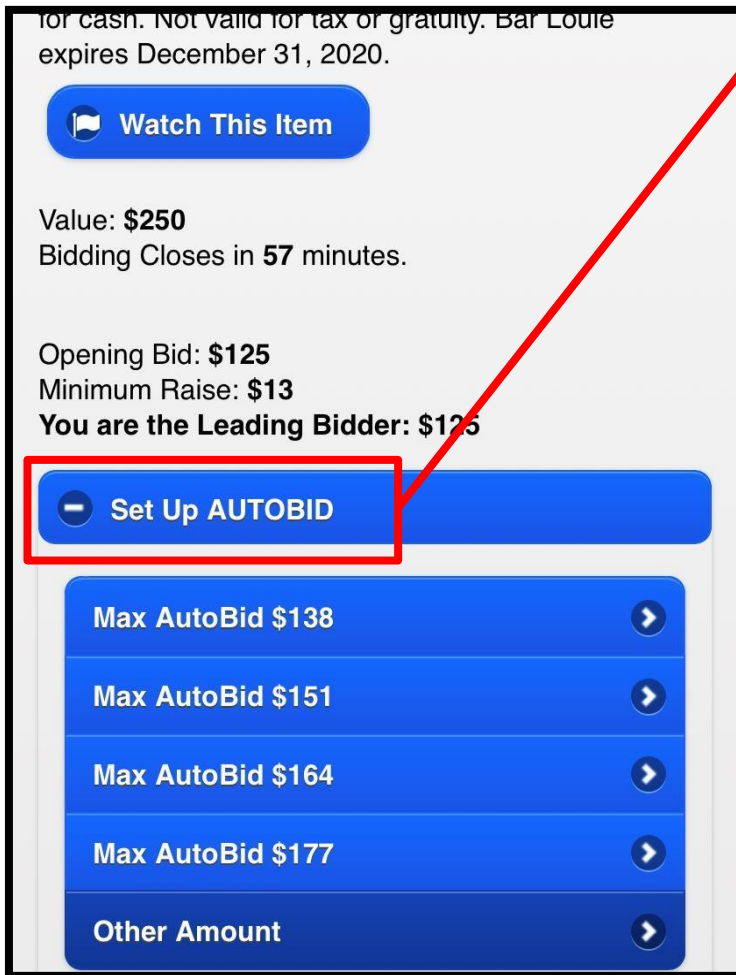 for cash. Not valid for tax or gratuity. Bar Louie
expires December 31, 2020.
Watch This Item
Value: $250
Bidding Closes in 57 minutes.
Opening Bid: $125
Minimum Raise: $13
You are the Leading Bidder: $125
Set Up AUTOBID
Max AutoBid $138
Max AutoBid $151
Max AutoBid $164
Max AutoBid $177
Other Amount